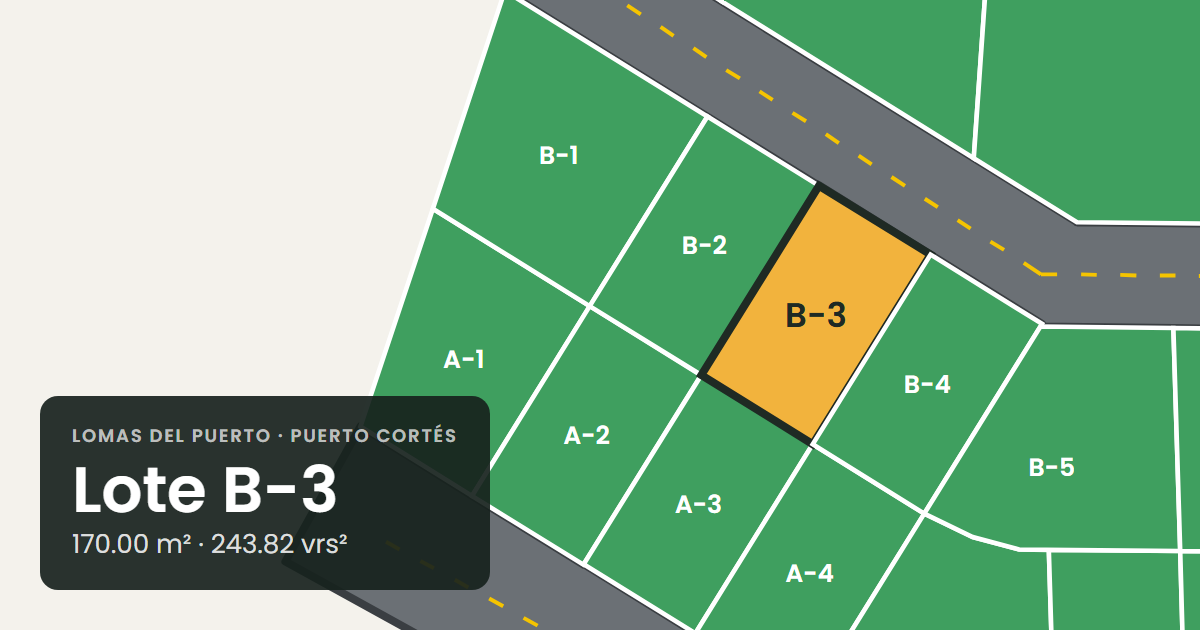 B-1
B-2
B-3
A-1
B-4
A-2
B-5
A-3
A-4
LOMAS DEL PUERTO · PUERTO CORTÉS
Lote B-3
170.00 m² · 243.82 vrs²